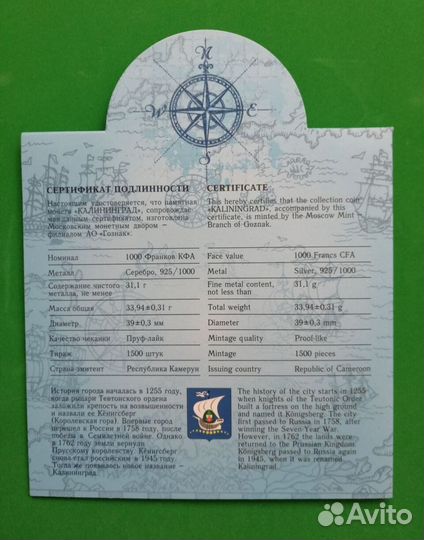 N
W E
S
СЕРТИФИКАТ ПОДЛИННОСТИ
Настоящим удостоверяется, что памятная
монета «КАЛИНИНГРАД», сопровождае-
мая данным сертификатом, изготовлена
Московским монетным двором –
филиалом АО «Гознак».
CERTIFICATE
This hereby certifies that the collection coin
«KALININGRAD», accompanied by this
certificate, is minted by the Moscow Mint
Branch of Goznak.
Номинал 1000 Франков КФА
Металл Серебро, 925/1000
Содержание чистого
металла, не менее 31,1 г
Масса общая 33,94±0,31 г
Диаметр 39±0,3 мм
Качество чеканки Пруф-лайк
Тираж 1500 штук
Страна-эмитент Республика Камерун
Face value 1000 Francs CFA
Metal Silver, 925/1000
Fine metal content,
not less than 31,1 g
Total weight 33,94±0,31 g
Diameter 39±0,3 mm
Mintage quality Proof-like
Mintage 1500 pieces
Issuing country Republic of Cameroon
История города началась в 1255 году,
когда рыцари Тевтонского ордена
заложили крепость на возвышенности
и назвали ее Кёнигсберг
(Королевская гора). Впервые город
перешел к России в 1758 году, после
победы в Семилетней войне. Однако
в 1762 году земли вернули
Прусскому королевству. Кёнигсберг
снова стал российским в 1945 году.
Тогда же появилось новое название –
Калининград.
The history of the city starts in 1255
when knights of the Teutonic Order
built a fortress on the high ground
and named it Königsberg. The city
first passed to Russia in 1758, after
winning the Seven Year War.
However, in 1762 the lands were
returned to the Prussian Kingdom.
Königsberg passed to Russia again
in 1945, when it was renamed
Kaliningrad.
Avito